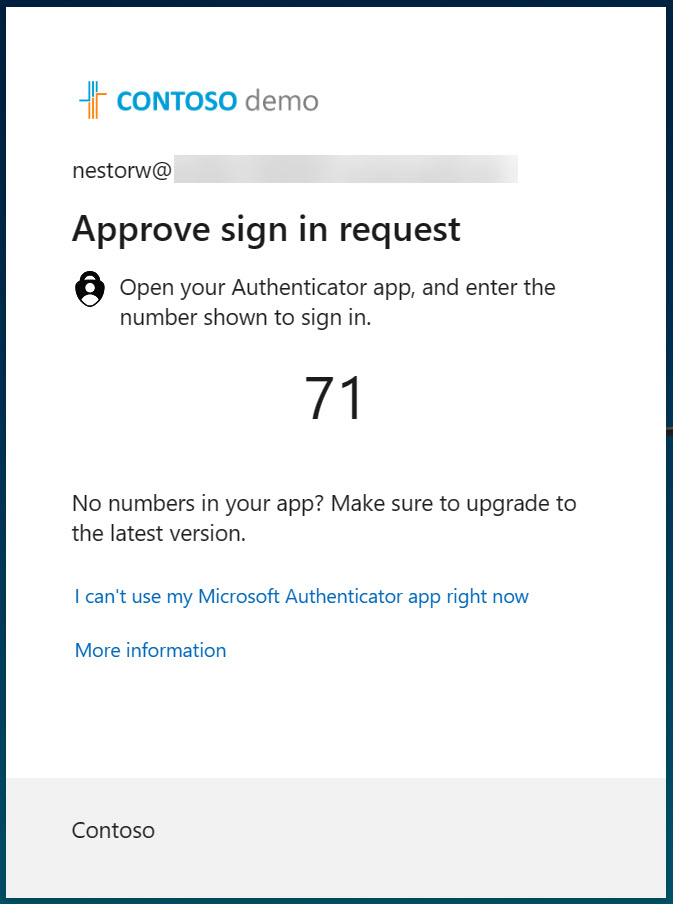 CONTOSO demo
nestorw@
Approve sign in request
Open your Authenticator app, and enter the
number shown to sign in.
71
No numbers in your app? Make sure to upgrade to
the latest version.
I can't use my Microsoft Authenticator app right now
More information
Contoso